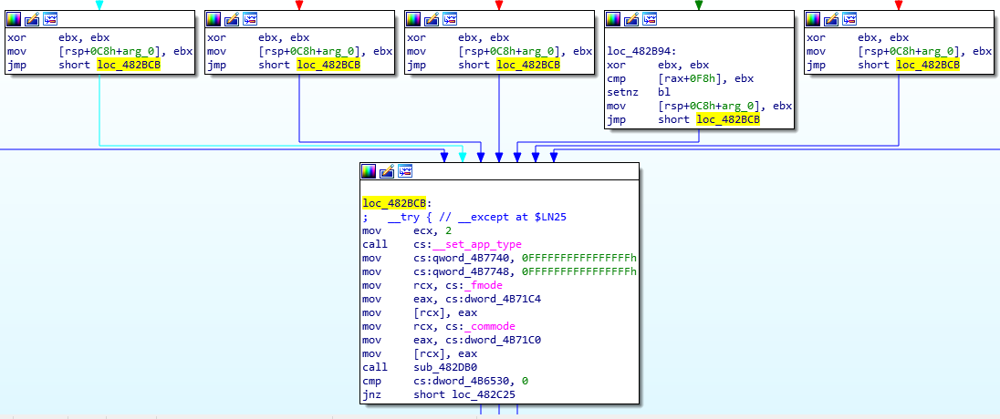 xor ebx, ebx
mov [rsp+0C8h+arg_0], ebx
jmp short loc_482BCB
xor ebx, ebx
mov [rsp+0C8h+arg_0], ebx
jmp short loc_482BCB
xor ebx, ebx
mov [rsp+0C8h+arg_0], ebx
jmp short loc_482BCB
loc_482B94:
xor ebx, ebx
cmp [rax+0F8h], ebx
setnz bl
mov [rsp+0C8h+arg_0], ebx
jmp short loc_482BCB
xor ebx, ebx
mov [rsp+0C8h+arg_0], ebx
jmp short loc_482BCB
loc_482BCB:
; __try { // __except at $LN25
mov ecx, 2
call cs:__set_app_type
mov cs:qword_4B7740, 0FFFFFFFFFFFFFFFFh
mov cs:qword_4B7748, 0FFFFFFFFFFFFFFFFh
mov rcx, cs:_fmode
mov eax, cs:dword_4B71C4
mov [rcx], eax
mov rcx, cs:_commode
mov eax, cs:dword_4B71C0
mov [rcx], eax
call sub_482DB0
cmp cs:dword_4B6530, 0
jnz short loc_482C25